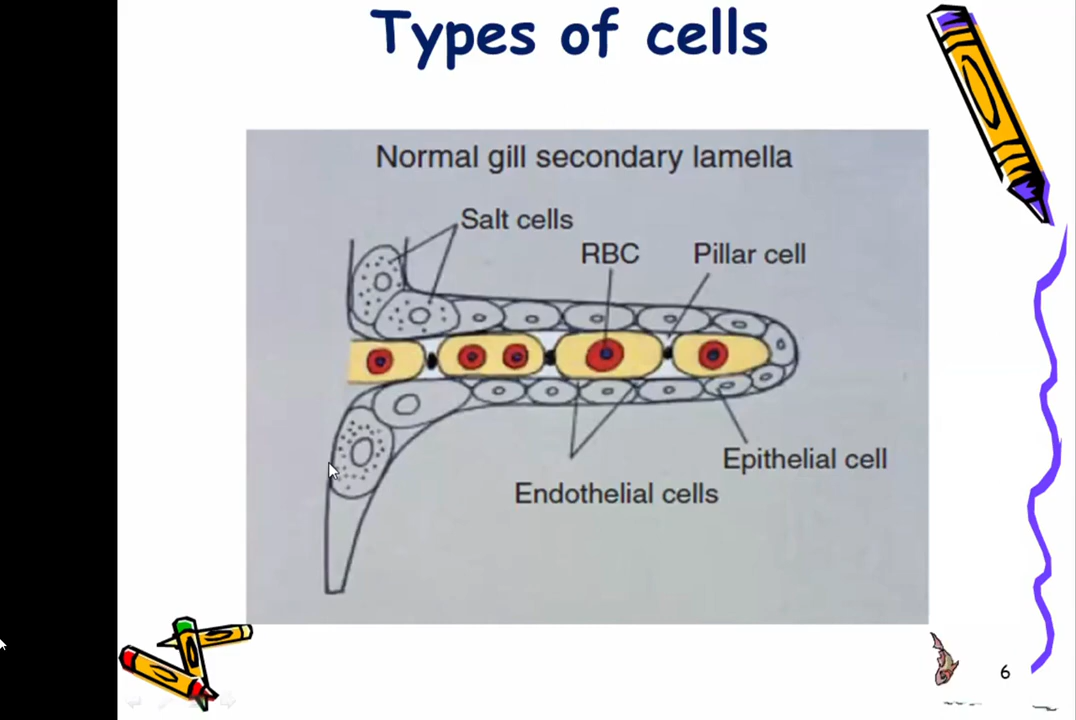 Types of cells
Normal gill secondary lamella
Salt cells
RBC
Pillar cell
Epithelial cell
Endothelial cells
6